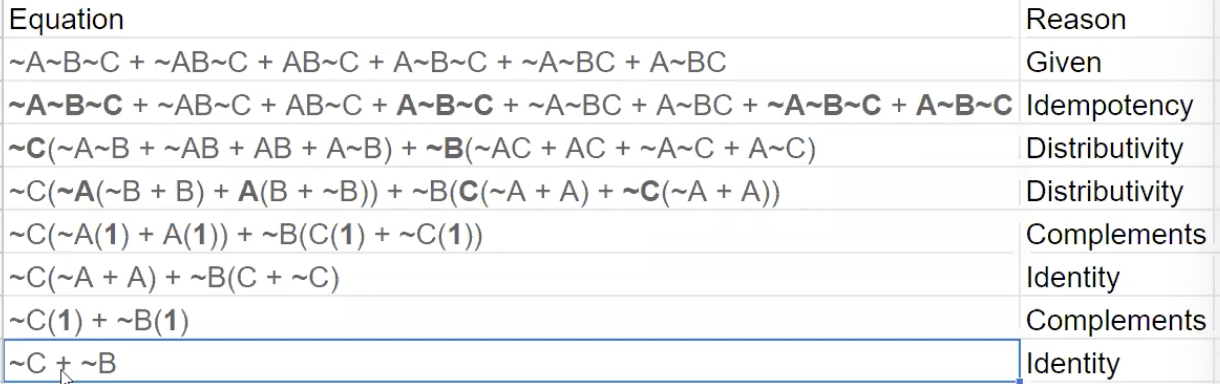 Equation Reason
~A~B~C + ~AB~C + AB~C + A~B~C + ~A~BC + A~BC Given
~A~B~C + ~AB~C + AB~C + A~B~C + ~A~BC + A~BC + ~A~B~C + A~B~C Idempotency
~C(~A~B + ~AB + AB + A~B) + ~B(~AC + AC + ~A~C + A~C) Distributivity
~C(~A(~B + B) + A(B + ~B)) + ~B(C(~A + A) + ~C(~A + A)) Distributivity
~C(~A(1) + A(1)) + ~B(C(1) + ~C(1)) Complements
~C(~A + A) + ~B(C + ~C) Identity
~C(1) + ~B(1) Complements
~C + ~B Identity